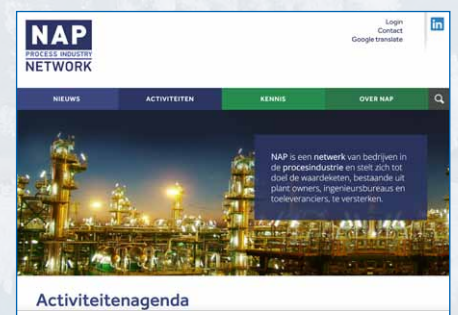 NAP
PROCESS INDUSTRY
NETWORK
Login
Contact
Google translate
in
NIEUWS
ACTIVITEITEN
KENNIS
OVER NAP
NAP is een netwerk van bedrijven in
de procesindustrie en stelt zich tot
doel de waardeketen, bestaande uit
plant owners, ingenieursbureaus en
toeleveranciers, te versterken.
Activiteitenagenda